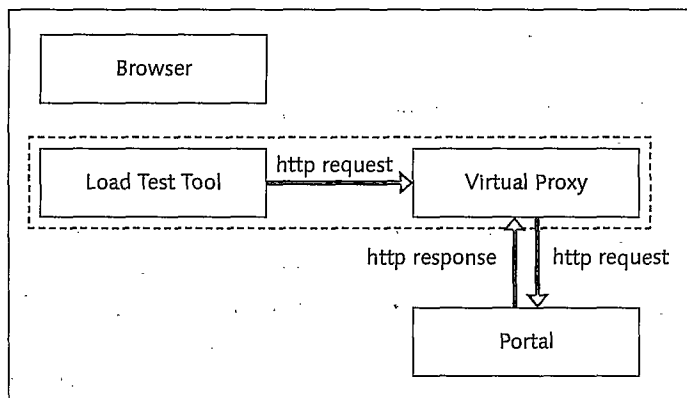 Browser
Load Test Tool
http request
Virtual Proxy
http response
http request
Portal